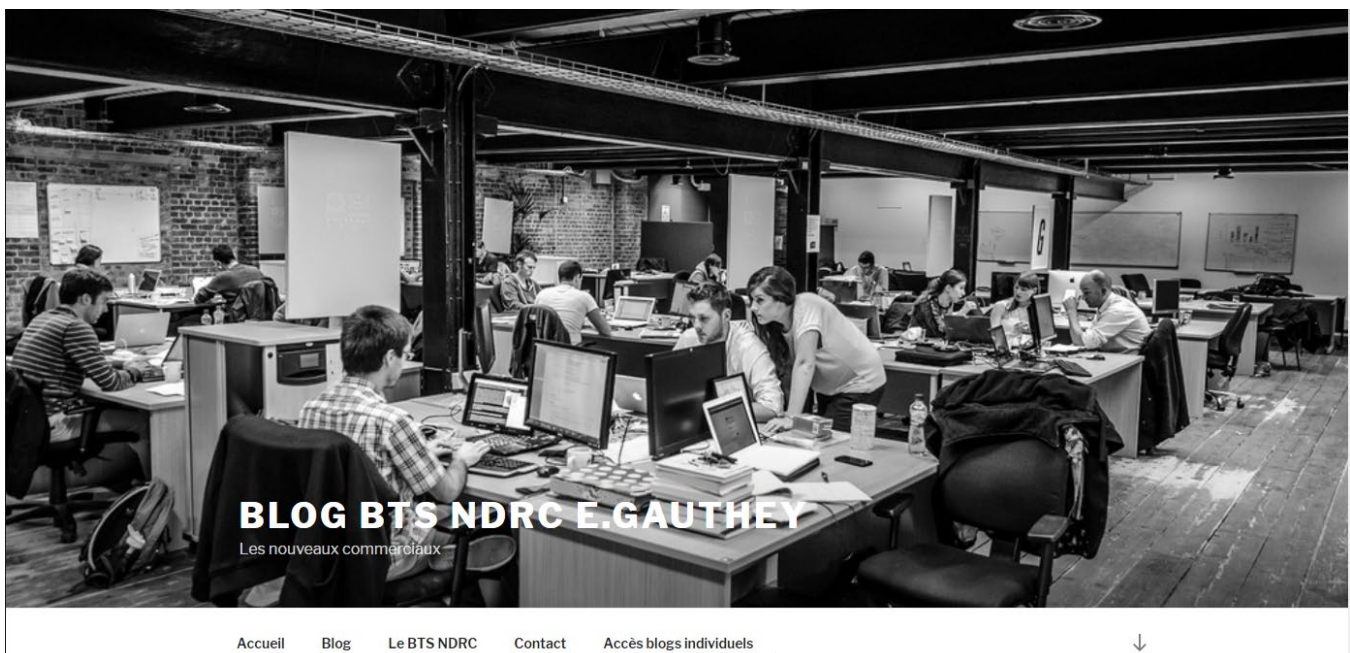 G
BLOG BTS NDRC E.GAUTHEY
Les nouveaux commerciaux
Accueil Blog Le BTS NDRC Contact Accès blogs individuels